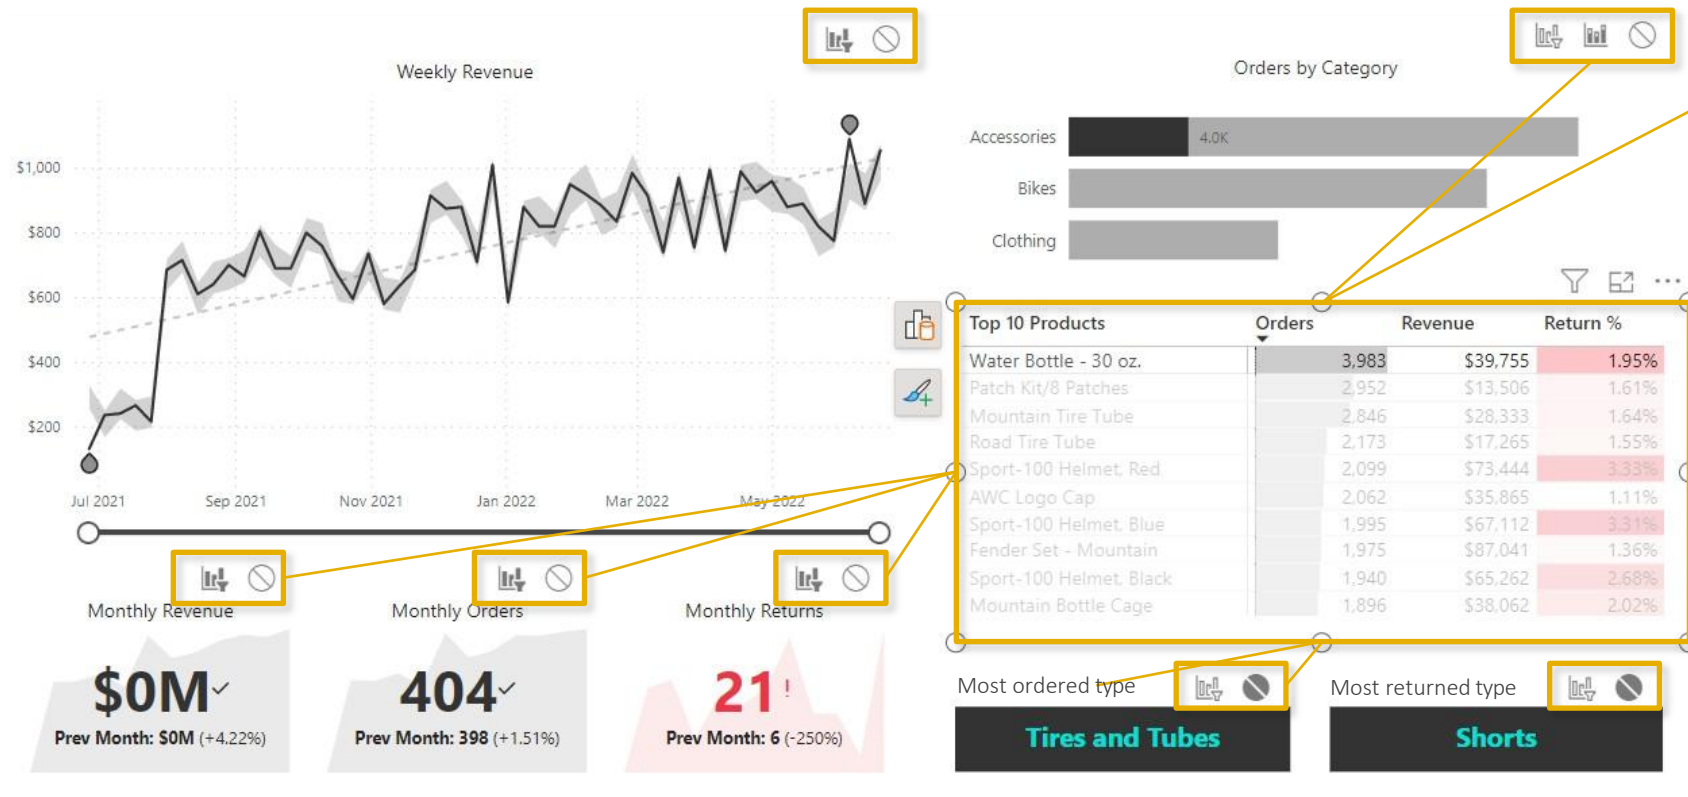 Weekly Revenue
$1,000
$800
$600
$400
$200
Jul 2021 Sep 2021 Nov 2021 Jan 2022 Mar 2022 May 2022
Orders by Category
Accessories 4.0K
Bikes
Clothing
Top 10 Products Orders Revenue Return %
Water Bottle - 30 oz. 3,983 $39,755 1.95%
Patch Kit/8 Patches 2,952 $13,506 1.61%
Mountain Tire Tube 2,846 $28,333 1.64%
Road Tire Tube 2,173 $17,265 1.55%
Sport-100 Helmet, Red 2,099 $73,444 3.33%
AWC Logo Cap 2,062 $35,865 1.11%
Sport-100 Helmet, Blue 1,995 $67,112 3.31%
Fender Set - Mountain 1,975 $87,041 1.36%
Sport-100 Helmet, Black 1,940 $65,262 2.68%
Mountain Bottle Cage 1,896 $38,062 2.02%
Monthly Revenue
$0M
Prev Month: $0M (+4.22%)
Monthly Orders
404
Prev Month: 398 (+1.51%)
Monthly Returns
21 !
Prev Month: 6 (-250%)
Most ordered type
Tires and Tubes
Most returned type
Shorts